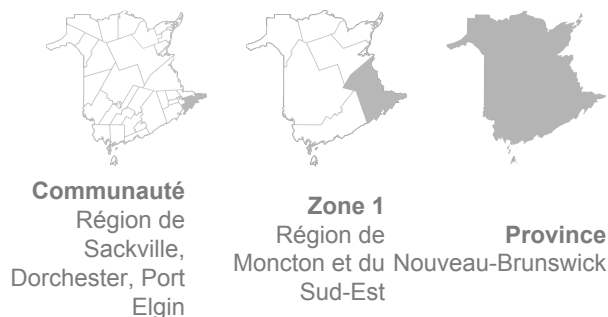 Communauté
Région de
Sackville,
Dorchester, Port
Elgin
Zone 1
Région de
Moncton et du
Sud-Est
Province
Nouveau-Brunswick